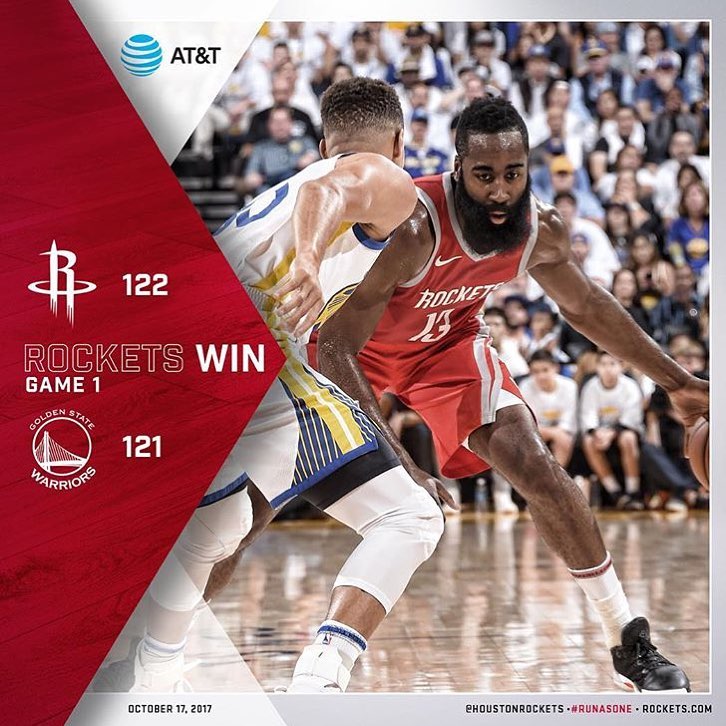 AT&T
R
122
ROCKETS WIN
GAME 1
GOLDEN STATE
WARRIORS
121
ROCKETS
13
OCTOBER 17, 2017
@HOUSTONROCKETS • #RUNASONE • ROCKETS.COM